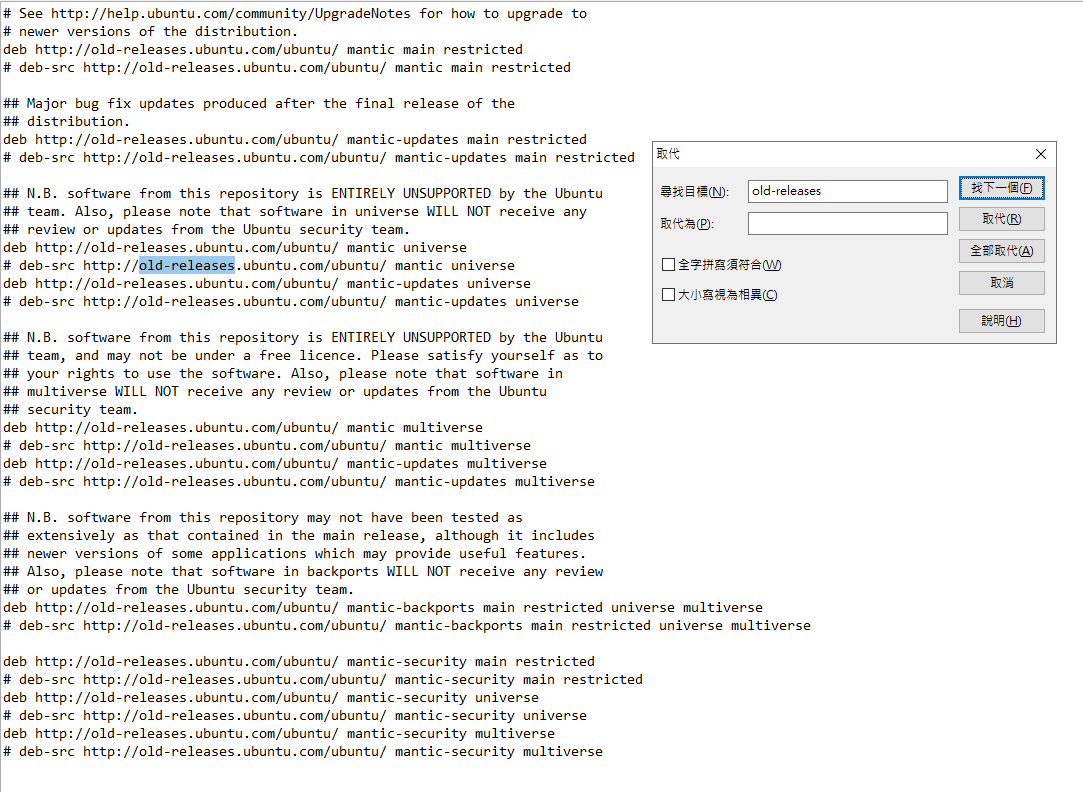 # See http://help.ubuntu.com/community/UpgradeNotes for how to upgrade to
# newer versions of the distribution.
deb http://old-releases.ubuntu.com/ubuntu/ mantic main restricted
# deb-src http://old-releases.ubuntu.com/ubuntu/ mantic main restricted
## Major bug fix updates produced after the final release of the
## distribution.
deb http://old-releases.ubuntu.com/ubuntu/ mantic-updates main restricted
# deb-src http://old-releases.ubuntu.com/ubuntu/ mantic-updates main restricted
## N.B. software from this repository is ENTIRELY UNSUPPORTED by the Ubuntu
## team. Also, please note that software in universe WILL NOT receive any
## review or updates from the Ubuntu security team.
deb http://old-releases.ubuntu.com/ubuntu/ mantic universe
# deb-src http://old-releases.ubuntu.com/ubuntu/ mantic universe
deb http://old-releases.ubuntu.com/ubuntu/ mantic-updates universe
# deb-src http://old-releases.ubuntu.com/ubuntu/ mantic-updates universe
## N.B. software from this repository is ENTIRELY UNSUPPORTED by the Ubuntu
## team, and may not be under a free licence. Please satisfy yourself as to
## your rights to use the software. Also, please note that software in
## multiverse WILL NOT receive any review or updates from the Ubuntu
## security team.
deb http://old-releases.ubuntu.com/ubuntu/ mantic multiverse
# deb-src http://old-releases.ubuntu.com/ubuntu/ mantic multiverse
deb http://old-releases.ubuntu.com/ubuntu/ mantic-updates multiverse
# deb-src http://old-releases.ubuntu.com/ubuntu/ mantic-updates multiverse
## N.B. software from this repository may not have been tested as
## extensively as that contained in the main release, although it includes
## newer versions of some applications which may provide useful features.
## Also, please note that software in backports WILL NOT receive any review
## or updates from the Ubuntu security team.
deb http://old-releases.ubuntu.com/ubuntu/ mantic-backports main restricted universe multiverse
# deb-src http://old-releases.ubuntu.com/ubuntu/ mantic-backports main restricted universe multiverse
deb http://old-releases.ubuntu.com/ubuntu/ mantic-security main restricted
# deb-src http://old-releases.ubuntu.com/ubuntu/ mantic-security main restricted
deb http://old-releases.ubuntu.com/ubuntu/ mantic-security universe
# deb-src http://old-releases.ubuntu.com/ubuntu/ mantic-security universe
deb http://old-releases.ubuntu.com/ubuntu/ mantic-security multiverse
# deb-src http://old-releases.ubuntu.com/ubuntu/ mantic-security multiverse
取代
尋找目標(N): old-releases 找下一個(F)
取代為(P): 取代(R)
全部取代(A)
全字拼寫須符合(W)
取消
大小寫視為相異(C)
說明(H)